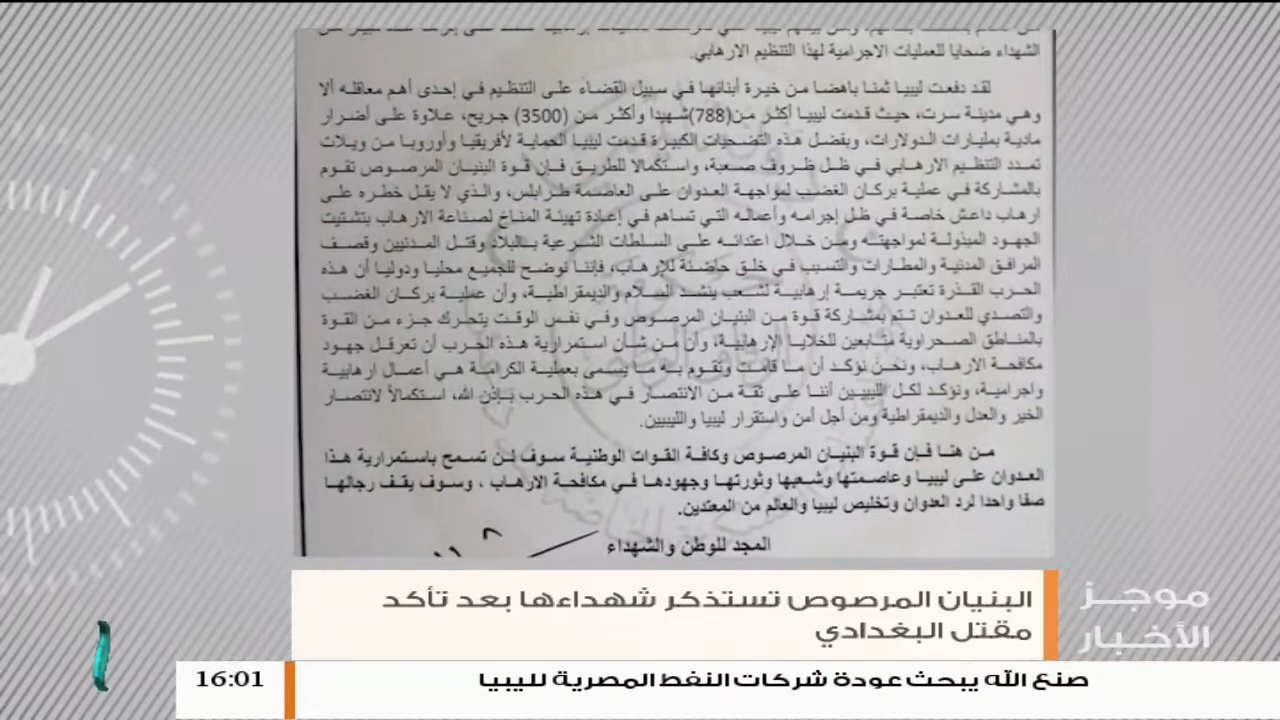 الشهداء ضحايا للعمليات الاجرامية لهذا التنظيم الارهابي.
لقد دفعت ليبيا ثمنا باهضا من خيرة أبنائها في سبيل القضاء على التنظيم في إحدى أهم معاقله ألا
وهي مدينة سرت، حيث قدمت ليبيا أكثر من(788)شهيدا وأكثر من (3500) جريح، علاوة على أضرار
مادية بمليارات الدولارات، وبفضل هذه التضحيات الكبيرة قدمت ليبيا الحماية لأفريقيا وأوروبا من ويلات
تمدد التنظيم الارهابي في ظل ظروف صعبة، واستكمالا للطريق فإن قوة البنيان المرصوص تقوم
بالمشاركة في عملية بركان الغضب لمواجهة العدوان على العاصمة طرابلس، والذي لا يقل خطره على
ارهاب داعش خاصة في ظل إجرامه وأعماله التي تساهم في إعادة تهيئة المناخ لصناعة الارهاب بتشتيت
الجهود المبذولة لمواجهته ومن خلال اعتدائه على السلطات الشرعية بالبلاد وقتل المدنيين وقصف
المرافق المدنية والمطارات والتسبب في خلق حاضنة للإرهاب، فإننا نوضح للجميع محليا ودوليا أن هذه
الحرب القذرة تعتبر جريمة إرهابية لشعب ينشد السلام والديمقراطية، وأن عملية بركان الغضب
والتصدي للعدوان تتم بمشاركة قوة من البنيان المرصوص وفي نفس الوقت يتحرك جزء من القوة
بالمناطق الصحراوية متابعين للخلايا الإرهابية، وأن من شأن استمرارية هذه الحرب أن تعرقل جهود
مكافحة الارهاب، ونحن نؤكد أن ما قامت وتقوم به ما يسمى بعملية الكرامة هي أعمال ارهابية
واجرامية، ونؤكد لكل الليبيين أننا على ثقة من الانتصار في هذه الحرب بإذن الله، استكمالاً لانتصار
الخير والعدل والديمقراطية ومن أجل أمن واستقرار ليبيا والليبيين.
من هنا فإن قوة البنيان المرصوص وكافة القوات الوطنية سوف لن تسمح باستمرارية هذا
العدوان على ليبيا وعاصمتها وشعبها وثورتها وجهودها في مكافحة الارهاب ، وسوف يقف رجالها
صفا واحدا لرد العدوان وتخليص ليبيا والعالم من المعتدين.
المجد للوطن والشهداء
البنيان المرصوص تستذكر شهداءها بعد تأكد
مقتل البغدادي
موجز
الأخبار
صنع الله يبحث عودة شركات النفط المصرية لليبيا
16:01